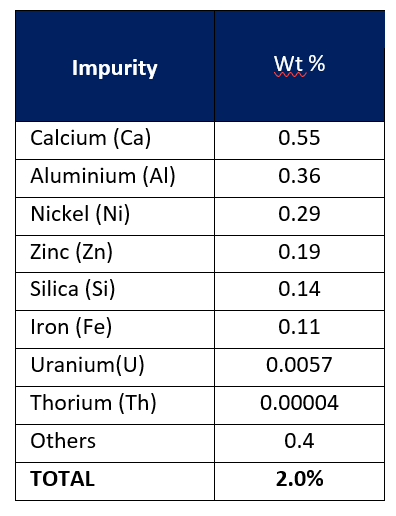 Impurity Wt %
Calcium (Ca) 0.55
Aluminium (Al) 0.36
Nickel (Ni) 0.29
Zinc (Zn) 0.19
Silica (Si) 0.14
Iron (Fe) 0.11
Uranium(U) 0.0057
Thorium (Th) 0.00004
Others 0.4
TOTAL 2.0%